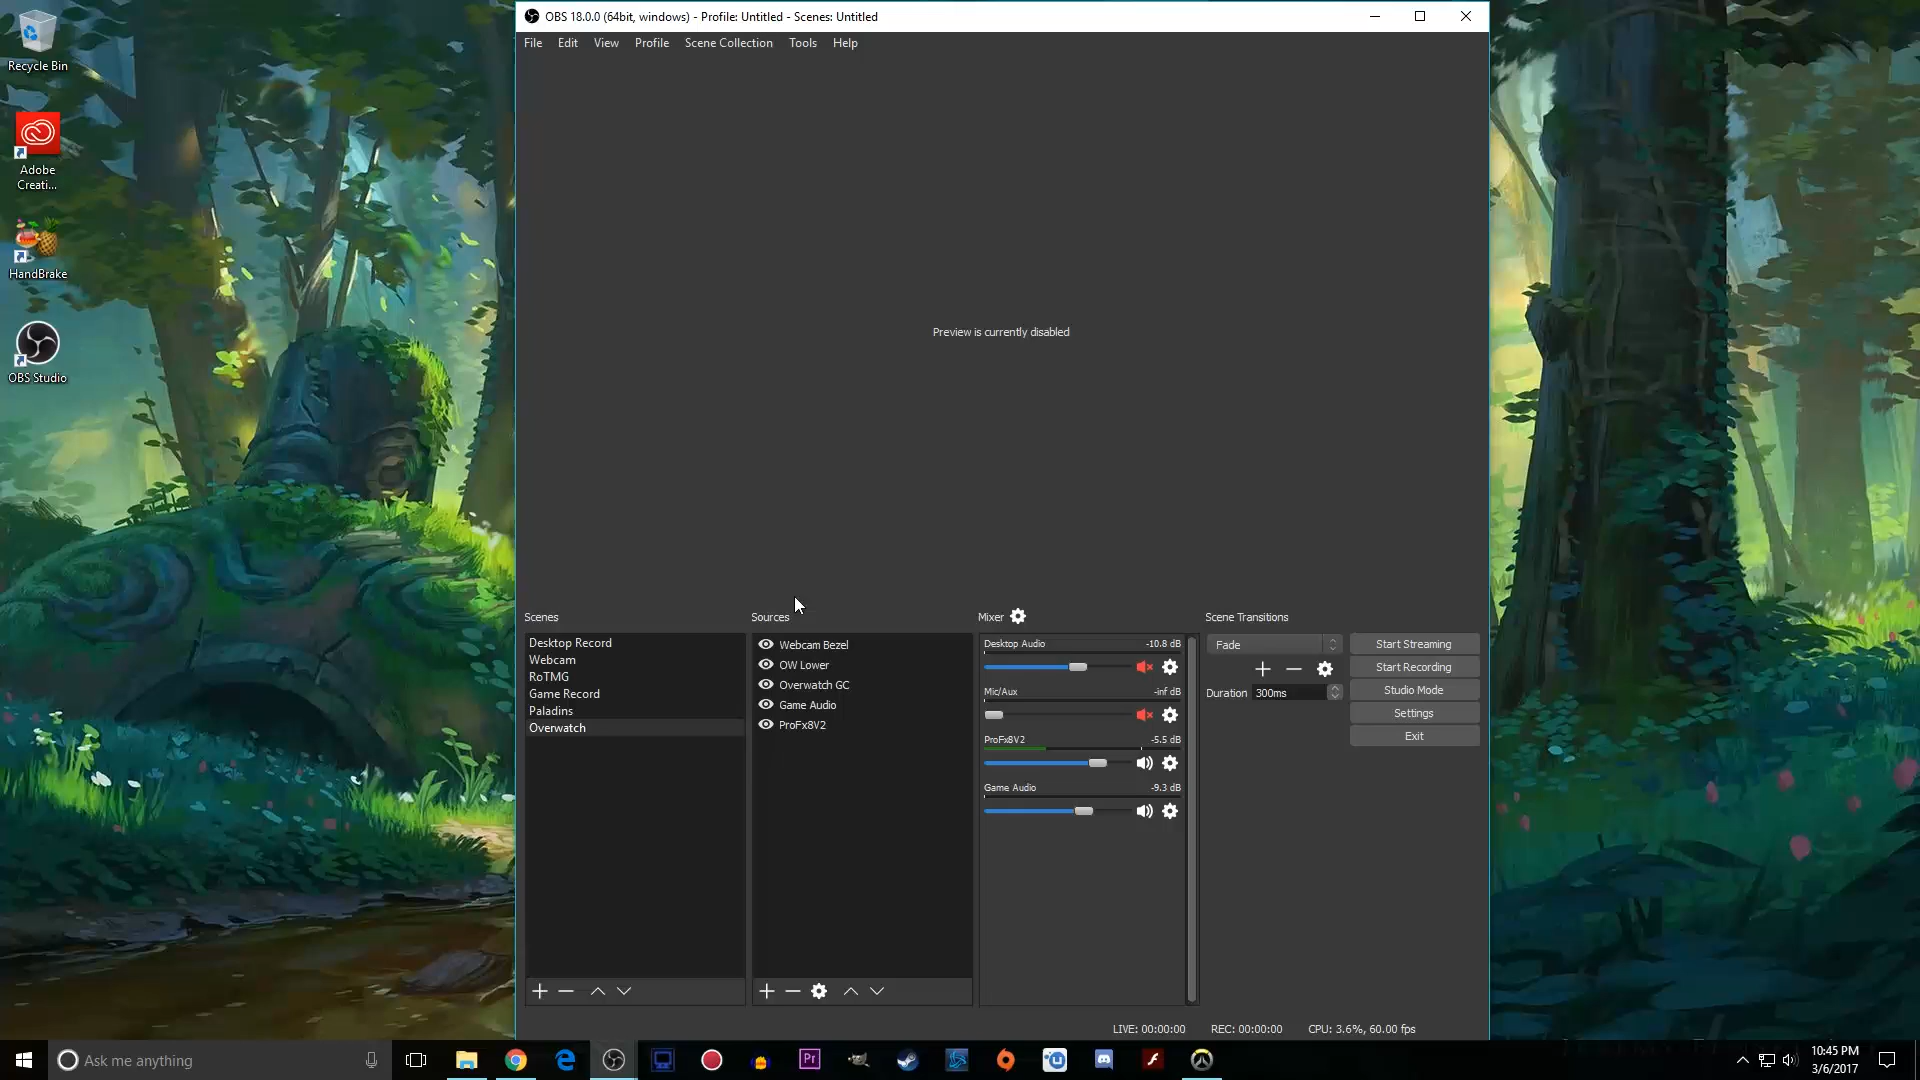 OBS 18.0.0 (64bit, windows) - Profile: Untitled - Scenes: Untitled
File Edit View Profile Scene Collection Tools Help
Recycle Bin
Adobe
Creati...
HandBrake
OBS Studio
Preview is currently disabled
Scenes
Desktop Record
Webcam
RoTMG
Game Record
Paladins
Overwatch
Sources
Webcam Bezel
OW Lower
Overwatch GC
Game Audio
ProFx8V2
Mixer
Desktop Audio -10.8 dB
Mic/Aux -inf dB
ProFx8V2 -5.5 dB
Game Audio -9.3 dB
Scene Transitions
Fade
Duration 300ms
Start Streaming
Start Recording
Studio Mode
Settings
Exit
LIVE: 00:00:00 REC: 00:00:00 CPU: 3.6%, 60.00 fps
Ask me anything
Pr
10:45 PM
3/6/2017